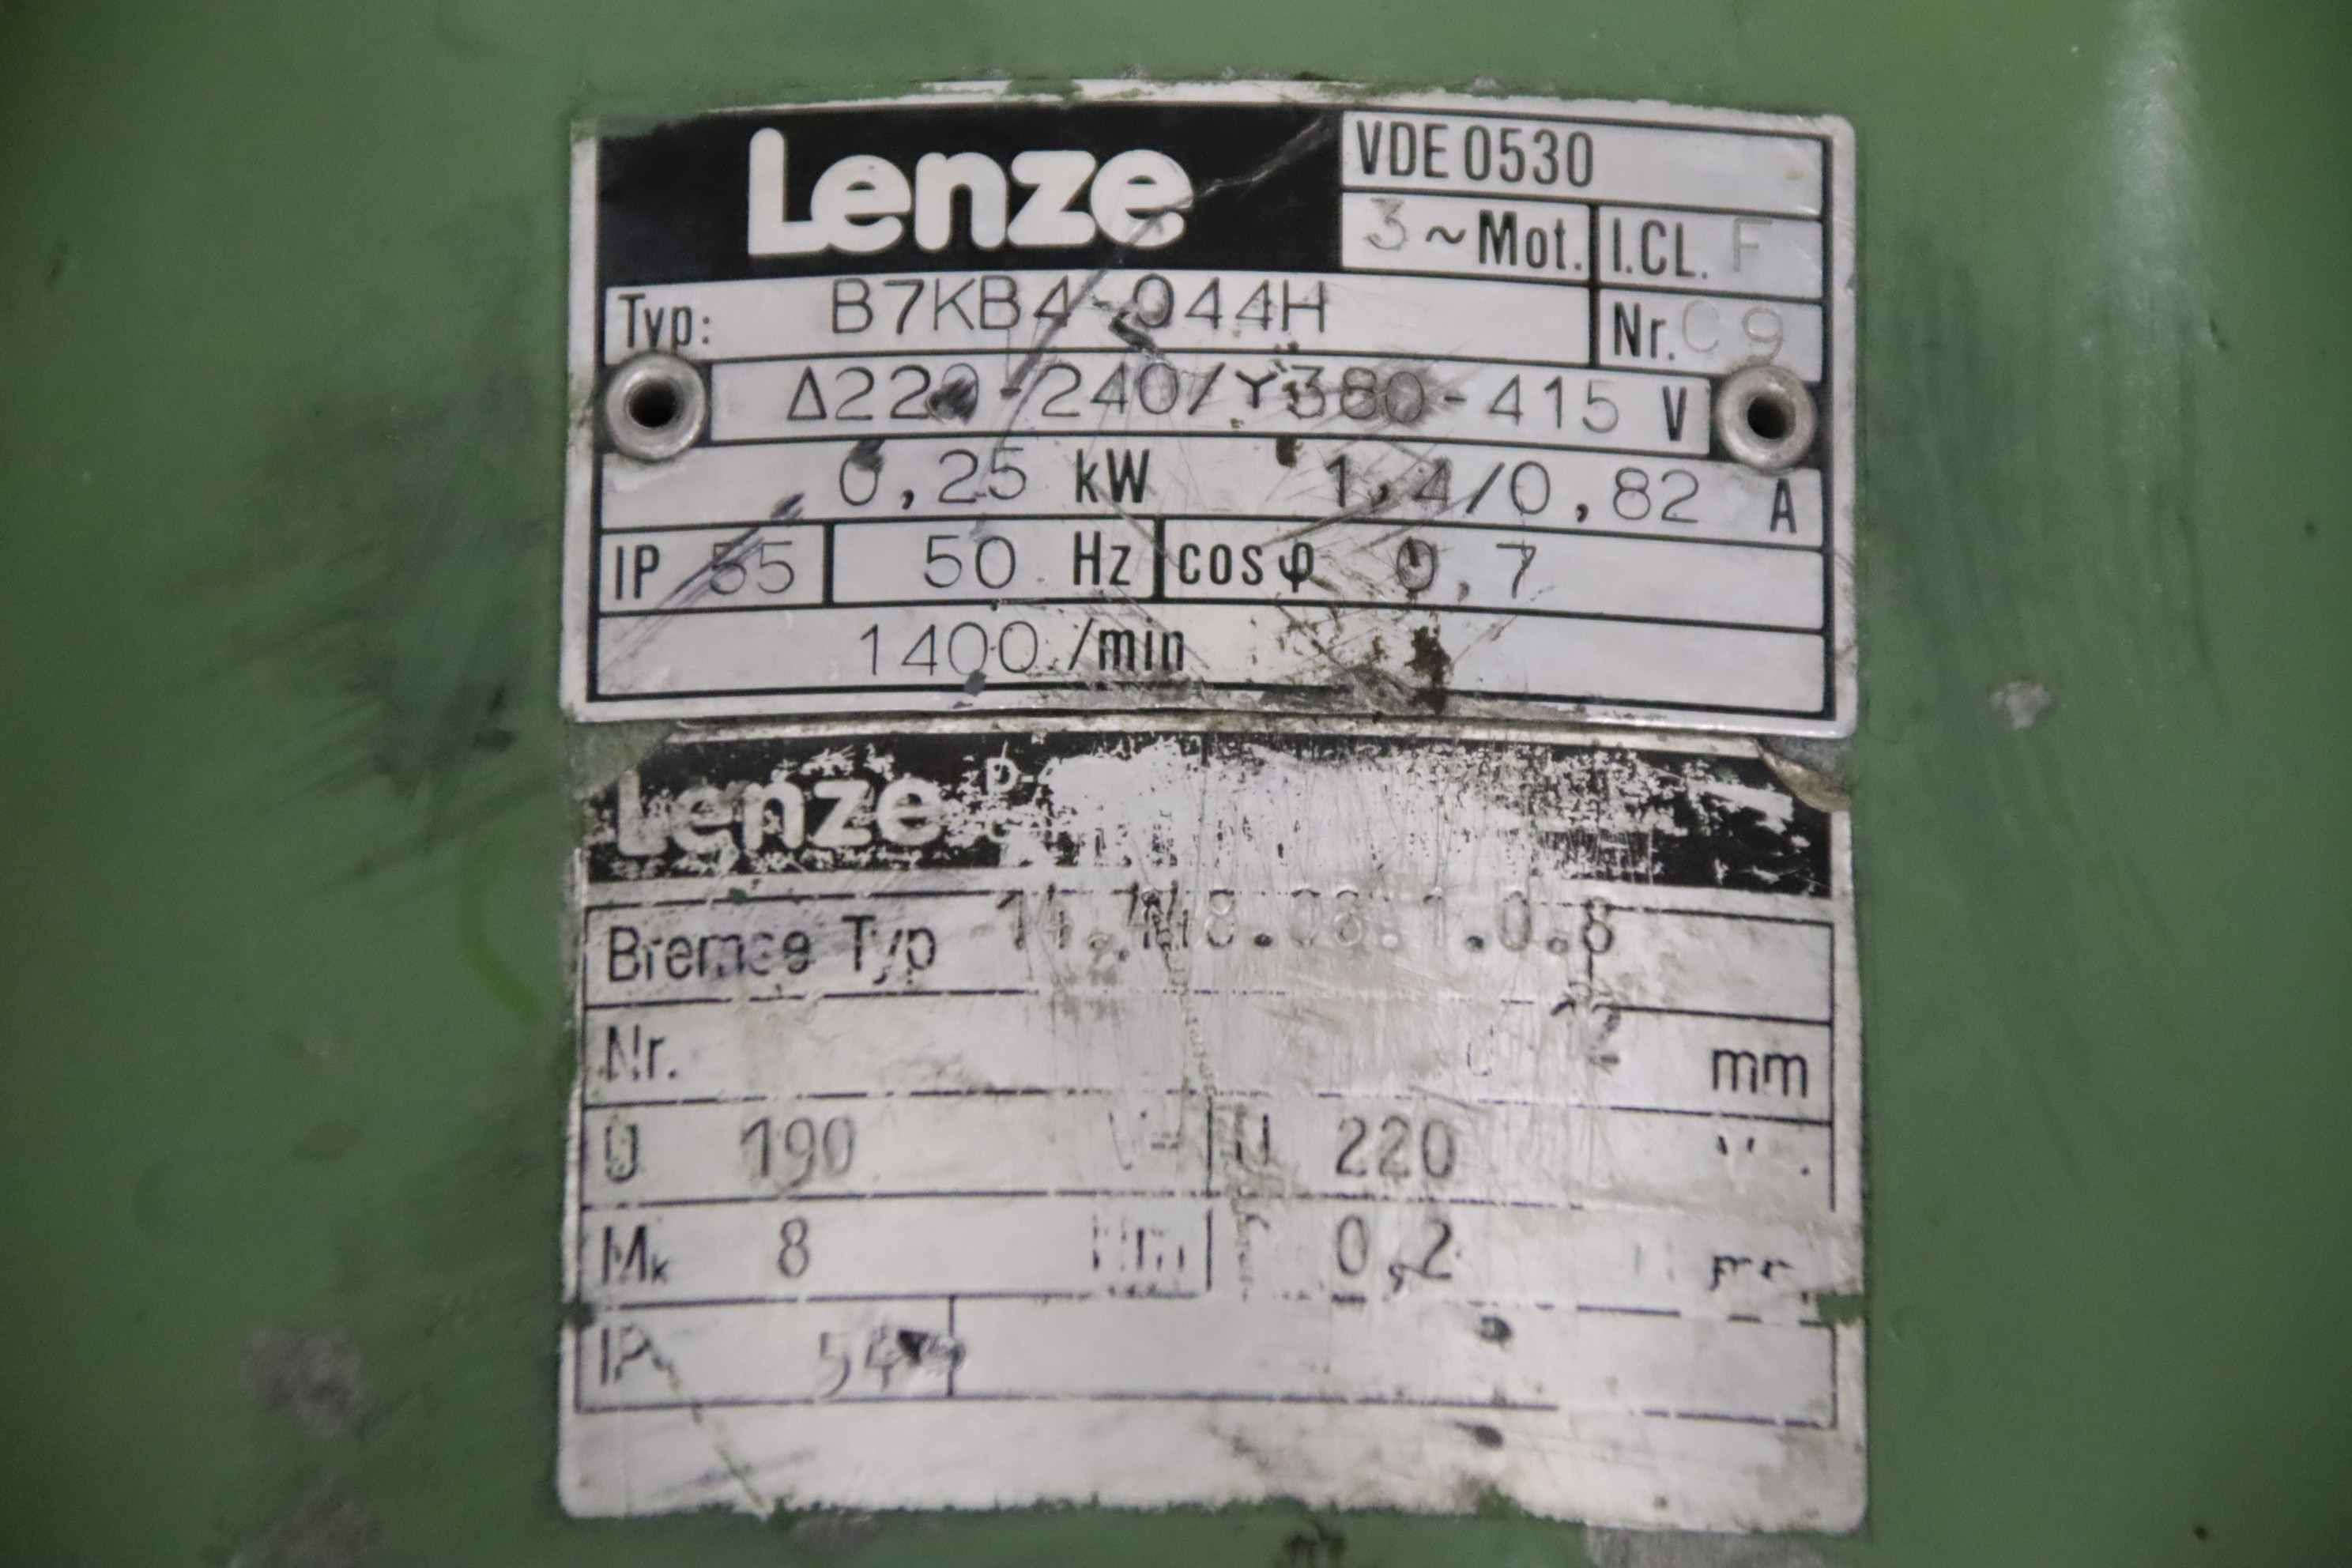 Lenze
VDE 0530
3 ~ Mot. I.CL. F
Typ: B7KB4-044H Nr. C9
Δ220-240/Y380-415 V
0,25 kW 1,4/0,82 A
IP 55 50 Hz cosφ 0,7
1400 /min
Lenze
Bremse Typ
Nr. mm
U 190 V= U 220
Mk 8 Nm 0,2
IP 54